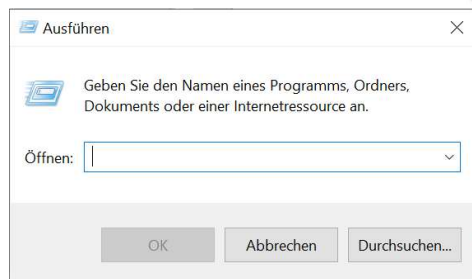 Ausführen
Geben Sie den Namen eines Programms, Ordners,
Dokuments oder einer Internetressource an.
Öffnen:
OK Abbrechen Durchsuchen...